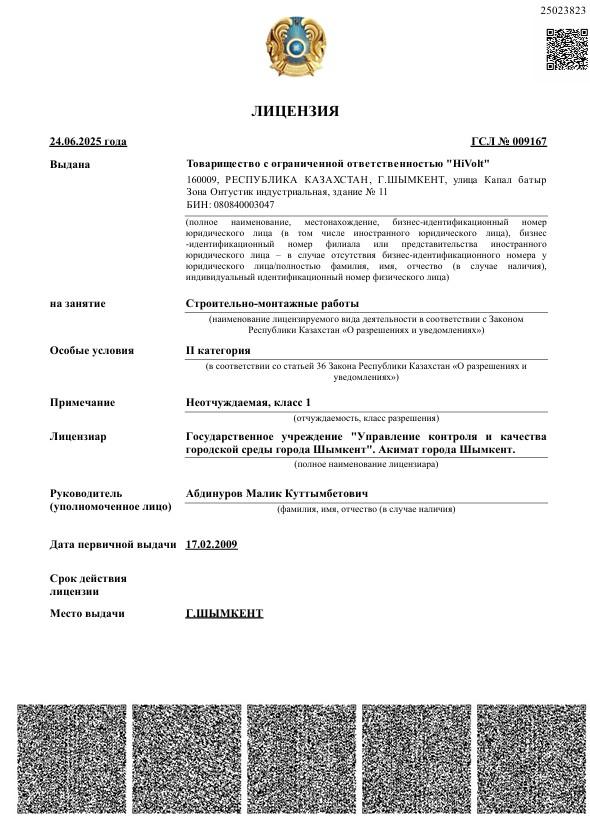 25023823
ЛИЦЕНЗИЯ
24.06.2025 года ГСЛ № 009167
Выдана Товарищество с ограниченной ответственностью "HiVolt"
160009, РЕСПУБЛИКА КАЗАХСТАН, Г.ШЫМКЕНТ, улица Капал батыр
Зона Онтустик индустриальная, здание № 11
БИН: 080840003047
(полное наименование, местонахождение, бизнес-идентификационный номер
юридического лица (в том числе иностранного юридического лица), бизнес
-идентификационный номер филиала или представительства иностранного
юридического лица – в случае отсутствия бизнес-идентификационного номера у
юридического лица/полностью фамилия, имя, отчество (в случае наличия),
индивидуальный идентификационный номер физического лица)
на занятие Строительно-монтажные работы
(наименование лицензируемого вида деятельности в соответствии с Законом
Республики Казахстан «О разрешениях и уведомлениях»)
Особые условия II категория
(в соответствии со статьей 36 Закона Республики Казахстан «О разрешениях и
уведомлениях»)
Примечание Неотчуждаемая, класс 1
(отчуждаемость, класс разрешения)
Лицензиар Государственное учреждение "Управление контроля и качества
городской среды города Шымкент". Акимат города Шымкент.
(полное наименование лицензиара)
Руководитель Абдинуров Малик Куттымбетович
(уполномоченное лицо) (фамилия, имя, отчество (в случае наличия)
Дата первичной выдачи 17.02.2009
Срок действия
лицензии
Место выдачи Г.ШЫМКЕНТ